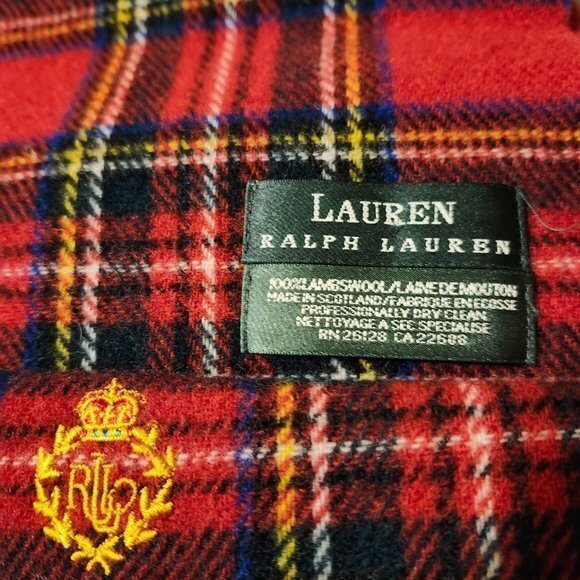 LAUREN
RALPH LAUREN
100% LAMBSWOOL/LAINE DE MOUTON
MADE IN SCOTLAND/FABRIQUE EN ECOSSE
PROFESSIONALLY DRY CLEAN
NETTOYAGE A SEC SPECIALISE
RN 26128 CA 22688